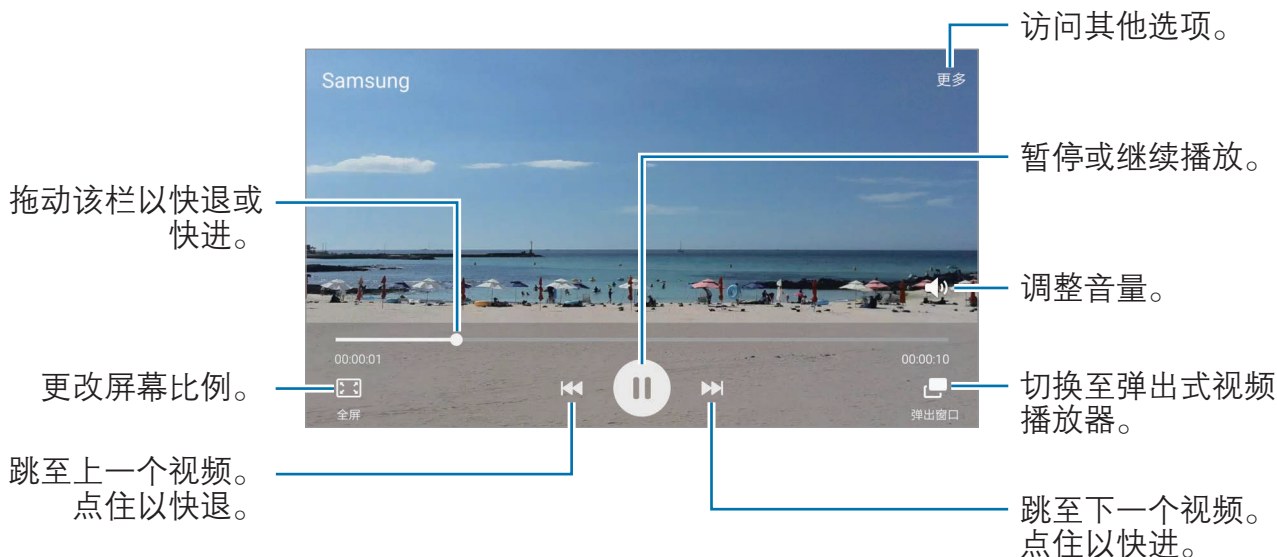 访问其他选项。
Samsung
更多
暂停或继续播放。
拖动该栏以快退或
快进。
调整音量。
00:00:01
00:00:10
更改屏幕比例。
全屏
弹出窗口
切换至弹出式视频
播放器。
跳至上一个视频。
点住以快退。
跳至下一个视频。
点住以快进。